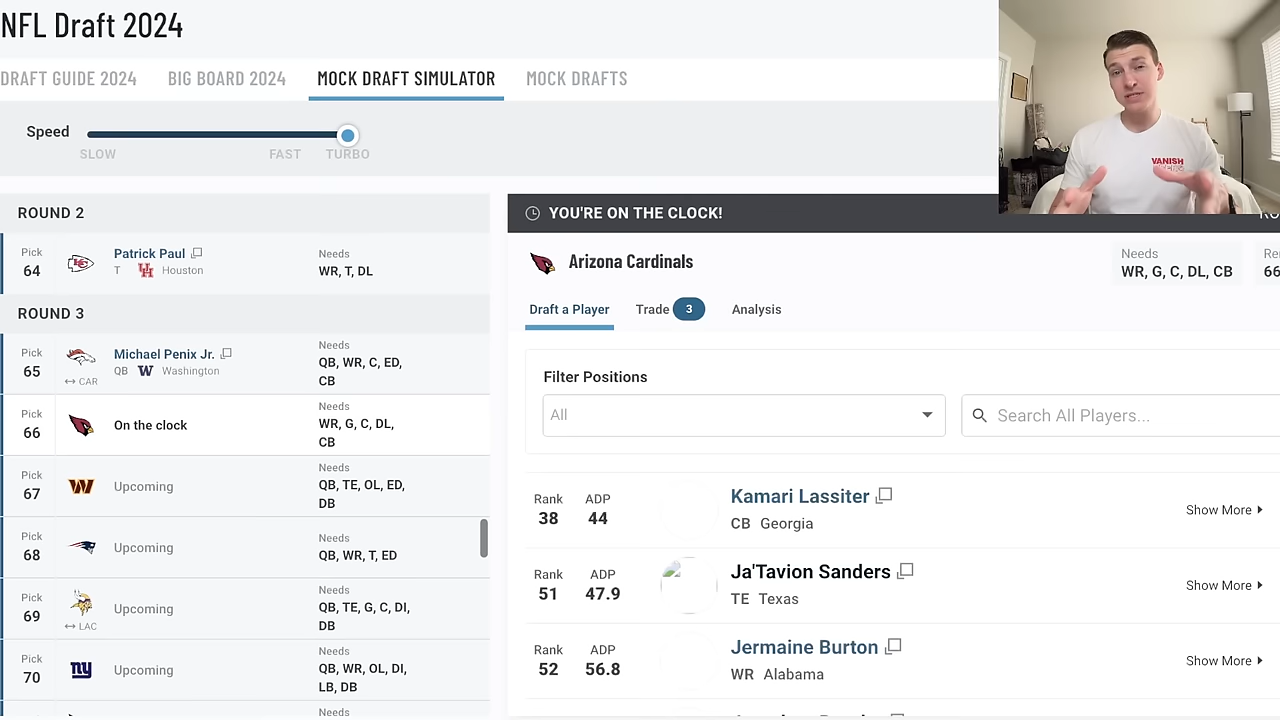 NFL Draft 2024
DRAFT GUIDE 2024 BIG BOARD 2024 MOCK DRAFT SIMULATOR MOCK DRAFTS
Speed
SLOW FAST TURBO
ROUND 2
Pick 64
Patrick Paul
T Houston
Needs
WR, T, DL
ROUND 3
Pick 65
↔ CAR
Michael Penix Jr.
QB W Washington
Needs
QB, WR, C, ED,
CB
Pick 66
On the clock
Needs
WR, G, C, DL,
CB
Pick 67
Upcoming
Needs
QB, TE, OL, ED,
DB
Pick 68
Upcoming
Needs
QB, WR, T, ED
Pick 69
↔ LAC
Upcoming
Needs
QB, TE, G, C, DI,
DB
Pick 70
ny
Upcoming
Needs
QB, WR, OL, DI,
LB, DB
Needs
YOU'RE ON THE CLOCK!
Arizona Cardinals
Needs
WR, G, C, DL, CB
66
Draft a Player Trade 3 Analysis
Filter Positions
All
Search All Players...
Rank 38
ADP 44
Kamari Lassiter
CB Georgia
Show More
Rank 51
ADP 47.9
Ja'Tavion Sanders
TE Texas
Show More
Rank 52
ADP 56.8
Jermaine Burton
WR Alabama
Show More
VANISH